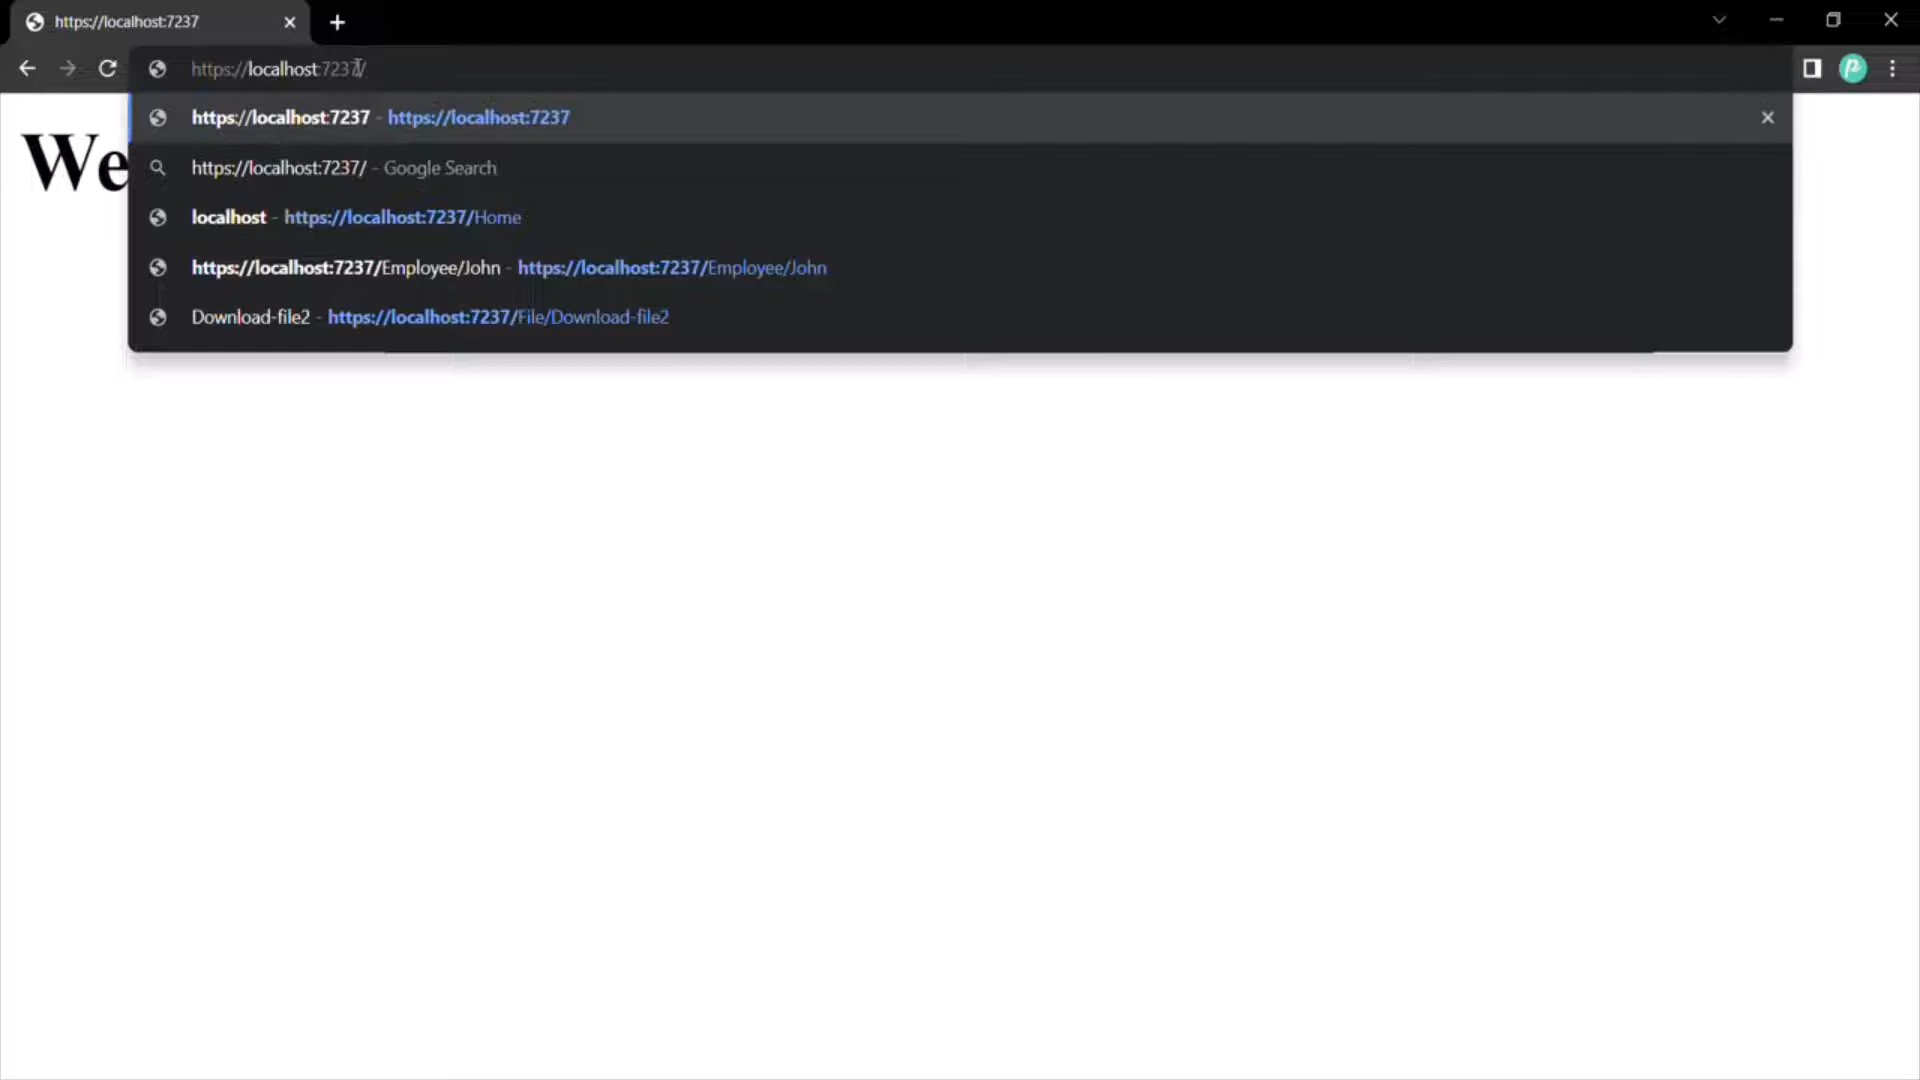 https://localhost:7237
https://localhost:7237/
https://localhost:7237 - https://localhost:7237
We
https://localhost:7237/ - Google Search
localhost - https://localhost:7237/Home
https://localhost:7237/Employee/John - https://localhost:7237/Employee/John
Download-file2 - https://localhost:7237/File/Download-file2